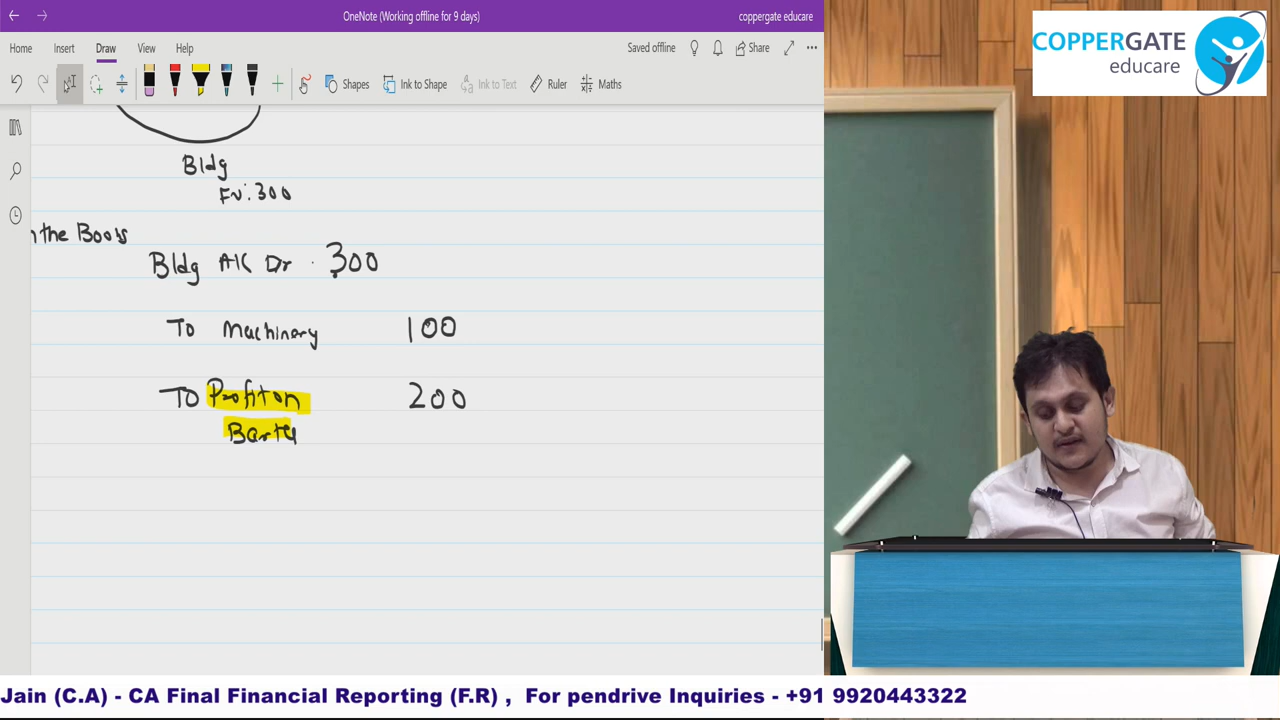 OneNote (Working offline for 9 days)
coppergate educare
Home Insert Draw View Help
Saved offline
Share
Shapes
Ink to Shape
Ink to Text
Ruler
Maths
COPPERGATE
educare
Bldg
Fv: 300
the Books
Bldg A/c Dr 300
To Machinery 100
To Profit on 200
Barter
Jain (C.A) - CA Final Financial Reporting (F.R) , For pendrive Inquiries - +91 9920443322